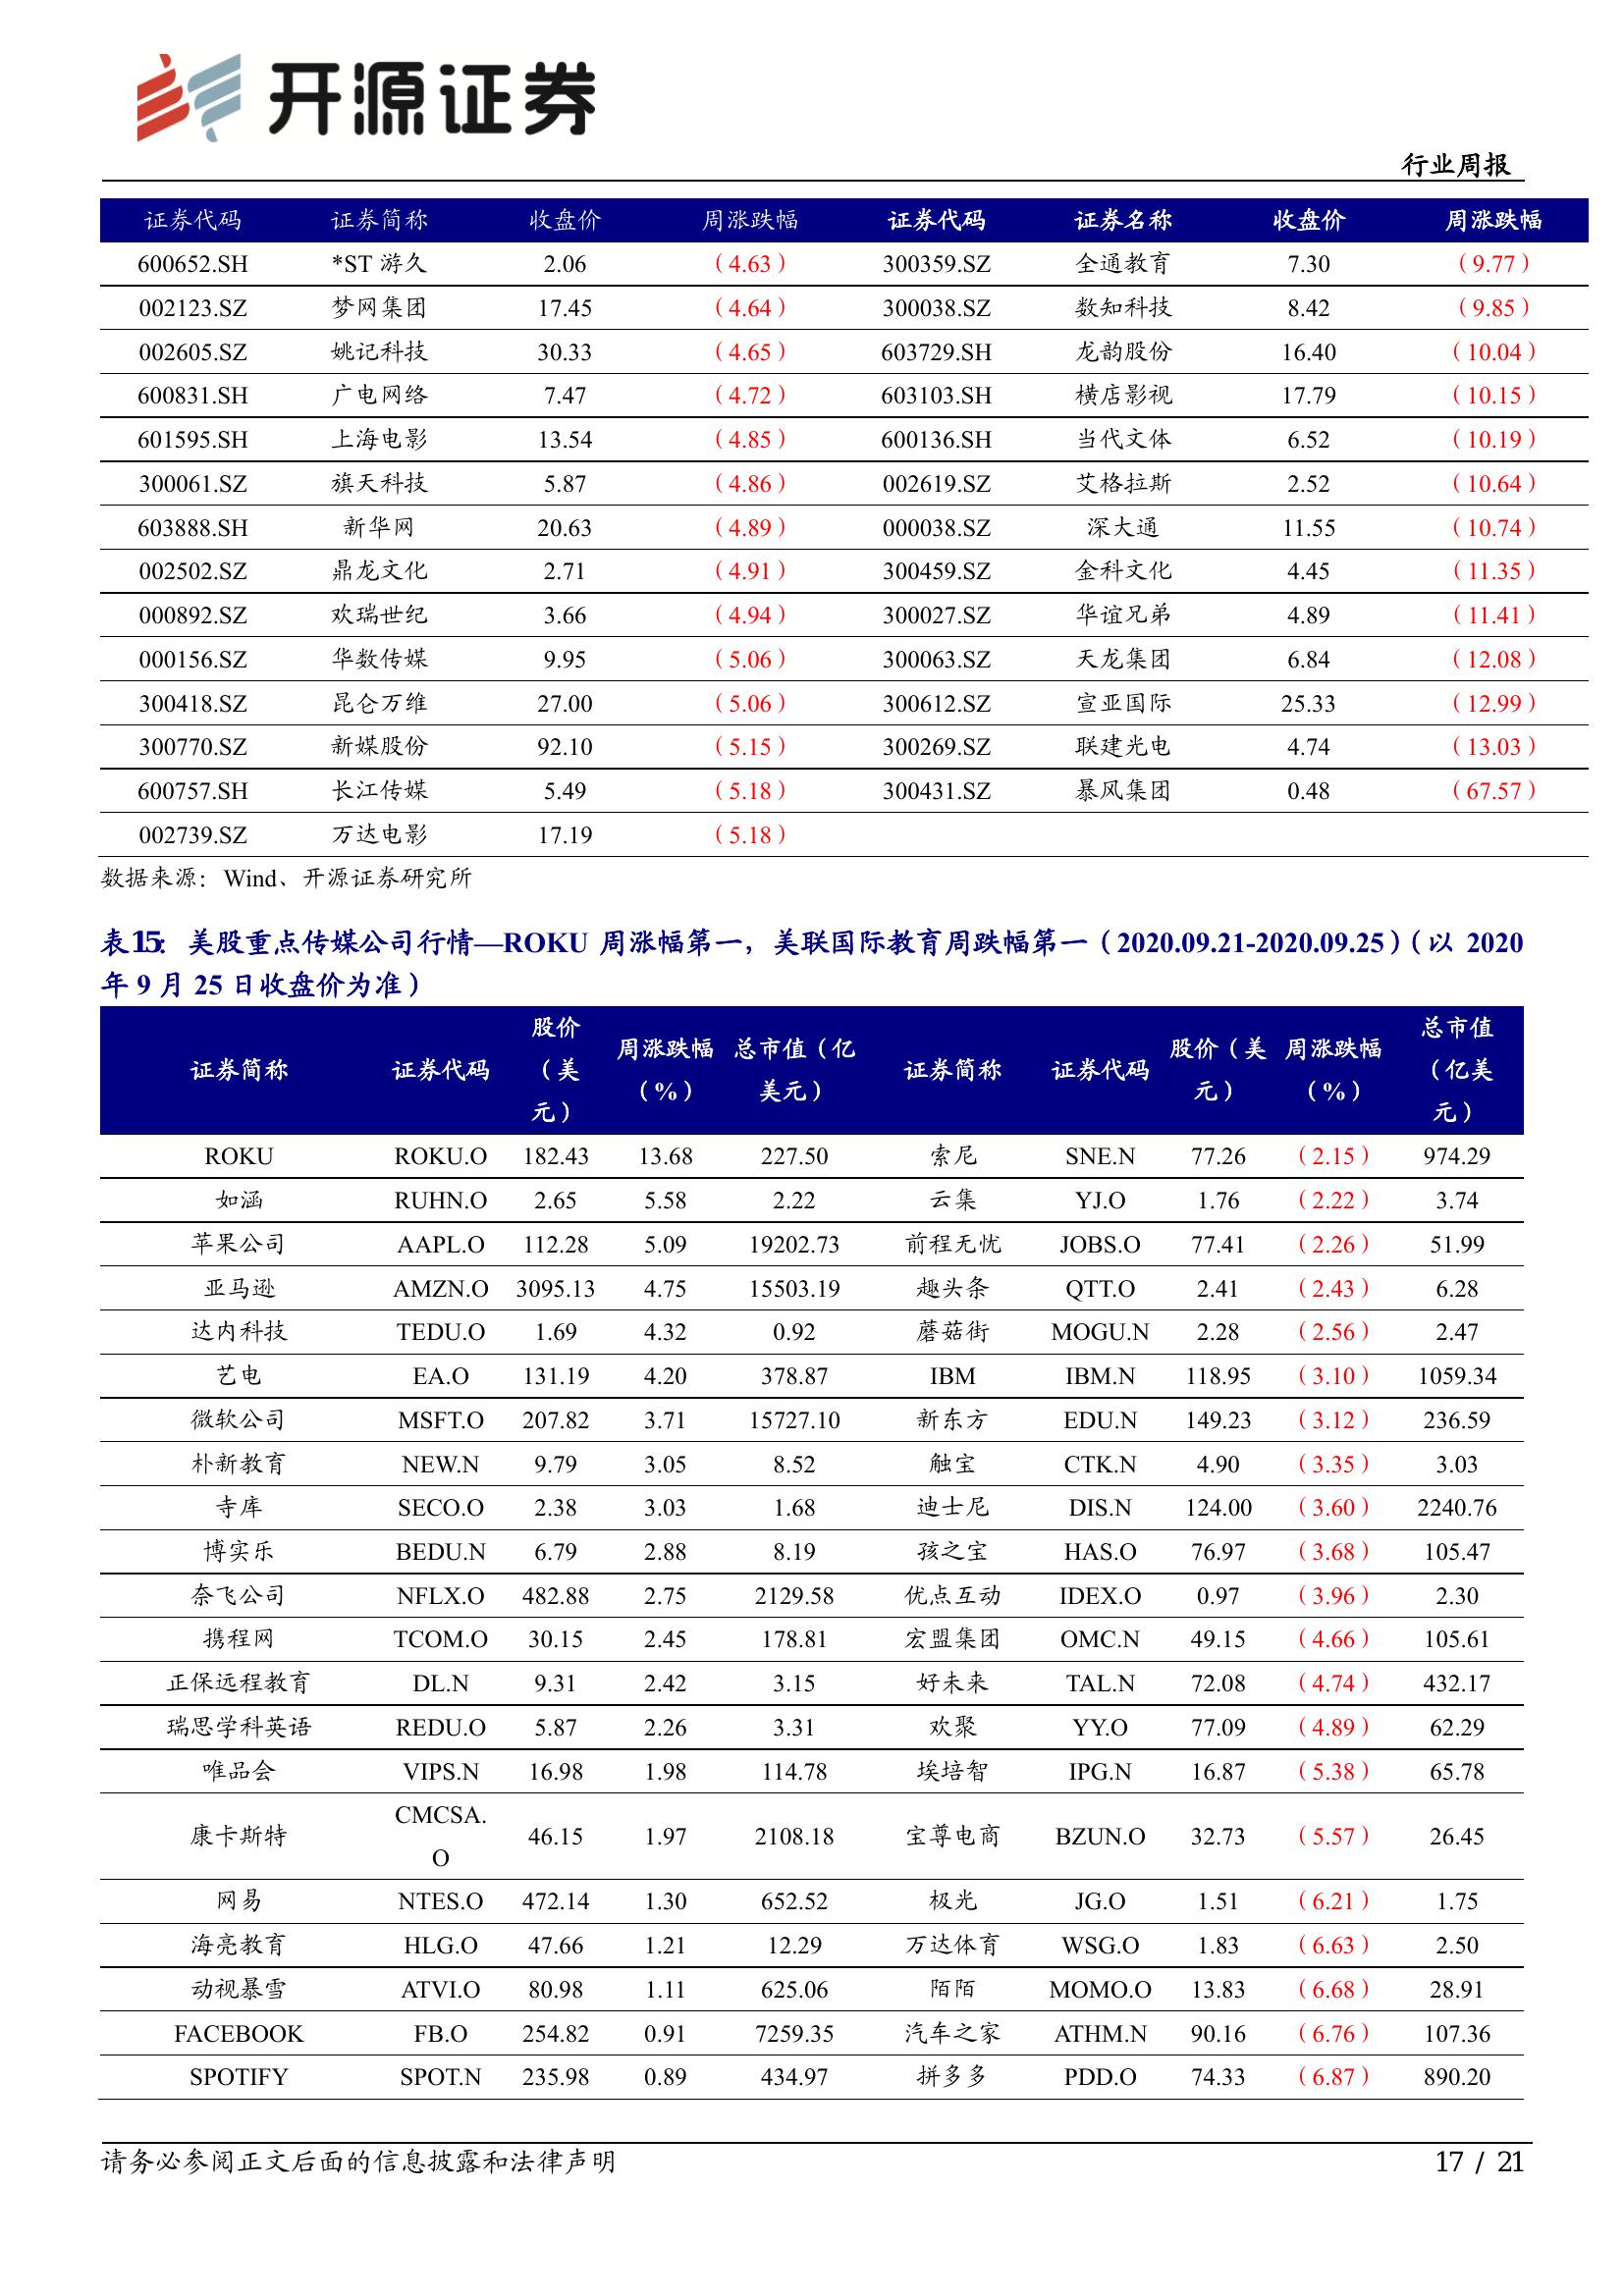 开源证券
行业周报
证券代码 证券简称 收盘价 周涨跌幅 证券代码 证券名称 收盘价 周涨跌幅
600652.SH *ST 游久 2.06 （4.63） 300359.SZ 全通教育 7.30 （9.77）
002123.SZ 梦网集团 17.45 （4.64） 300038.SZ 数知科技 8.42 （9.85）
002605.SZ 姚记科技 30.33 （4.65） 603729.SH 龙韵股份 16.40 （10.04）
600831.SH 广电网络 7.47 （4.72） 603103.SH 横店影视 17.79 （10.15）
601595.SH 上海电影 13.54 （4.85） 600136.SH 当代文体 6.52 （10.19）
300061.SZ 旗天科技 5.87 （4.86） 002619.SZ 艾格拉斯 2.52 （10.64）
603888.SH 新华网 20.63 （4.89） 000038.SZ 深大通 11.55 （10.74）
002502.SZ 鼎龙文化 2.71 （4.91） 300459.SZ 金科文化 4.45 （11.35）
000892.SZ 欢瑞世纪 3.66 （4.94） 300027.SZ 华谊兄弟 4.89 （11.41）
000156.SZ 华数传媒 9.95 （5.06） 300063.SZ 天龙集团 6.84 （12.08）
300418.SZ 昆仑万维 27.00 （5.06） 300612.SZ 宣亚国际 25.33 （12.99）
300770.SZ 新媒股份 92.10 （5.15） 300269.SZ 联建光电 4.74 （13.03）
600757.SH 长江传媒 5.49 （5.18） 300431.SZ 暴风集团 0.48 （67.57）
002739.SZ 万达电影 17.19 （5.18）
数据来源：Wind、开源证券研究所
表15：美股重点传媒公司行情—ROKU 周涨幅第一，美联国际教育周跌幅第一（2020.09.21-2020.09.25）（以 2020
年 9 月 25 日收盘价为准）
证券简称 证券代码 股价（美元） 周涨跌幅（%） 总市值（亿美元） 证券简称 证券代码 股价（美元） 周涨跌幅（%） 总市值（亿美元）
ROKU ROKU.O 182.43 13.68 227.50 索尼 SNE.N 77.26 （2.15） 974.29
如涵 RUHN.O 2.65 5.58 2.22 云集 YJ.O 1.76 （2.22） 3.74
苹果公司 AAPL.O 112.28 5.09 19202.73 前程无忧 JOBS.O 77.41 （2.26） 51.99
亚马逊 AMZN.O 3095.13 4.75 15503.19 趣头条 QTT.O 2.41 （2.43） 6.28
达内科技 TEDU.O 1.69 4.32 0.92 蘑菇街 MOGU.N 2.28 （2.56） 2.47
艺电 EA.O 131.19 4.20 378.87 IBM IBM.N 118.95 （3.10） 1059.34
微软公司 MSFT.O 207.82 3.71 15727.10 新东方 EDU.N 149.23 （3.12） 236.59
朴新教育 NEW.N 9.79 3.05 8.52 触宝 CTK.N 4.90 （3.35） 3.03
寺库 SECO.O 2.38 3.03 1.68 迪士尼 DIS.N 124.00 （3.60） 2240.76
博实乐 BEDU.N 6.79 2.88 8.19 孩之宝 HAS.O 76.97 （3.68） 105.47
奈飞公司 NFLX.O 482.88 2.75 2129.58 优点互动 IDEX.O 0.97 （3.96） 2.30
携程网 TCOM.O 30.15 2.45 178.81 宏盟集团 OMC.N 49.15 （4.66） 105.61
正保远程教育 DL.N 9.31 2.42 3.15 好未来 TAL.N 72.08 （4.74） 432.17
瑞思学科英语 REDU.O 5.87 2.26 3.31 欢聚 YY.O 77.09 （4.89） 62.29
唯品会 VIPS.N 16.98 1.98 114.78 埃培智 IPG.N 16.87 （5.38） 65.78
康卡斯特 CMCSA.O 46.15 1.97 2108.18 宝尊电商 BZUN.O 32.73 （5.57） 26.45
网易 NTES.O 472.14 1.30 652.52 极光 JG.O 1.51 （6.21） 1.75
海亮教育 HLG.O 47.66 1.21 12.29 万达体育 WSG.O 1.83 （6.63） 2.50
动视暴雪 ATVI.O 80.98 1.11 625.06 陌陌 MOMO.O 13.83 （6.68） 28.91
FACEBOOK FB.O 254.82 0.91 7259.35 汽车之家 ATHM.N 90.16 （6.76） 107.36
SPOTIFY SPOT.N 235.98 0.89 434.97 拼多多 PDD.O 74.33 （6.87） 890.20
请务必参阅正文后面的信息披露和法律声明
17 / 21